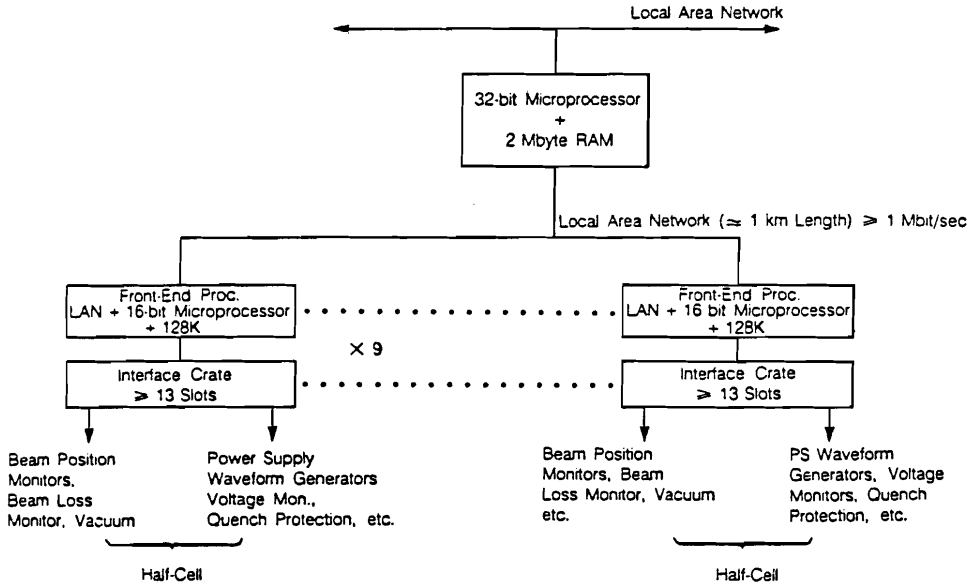 Local Area Network
32-bit Microprocessor
+
2 Mbyte RAM
Local Area Network (≃ 1 km Length) ⩾ 1 Mbit/sec
Front-End Proc.
LAN + 16-bit Microprocessor
+ 128K
Front-End Proc.
LAN + 16 bit Microprocessor
+ 128K
× 9
Interface Crate
⩾ 13 Slots
Interface Crate
⩾ 13 Slots
Beam Position
Monitors,
Beam Loss
Monitor, Vacuum
Power Supply
Waveform Generators
Voltage Mon.,
Quench Protection, etc.
Beam Position
Monitors, Beam
Loss Monitor, Vacuum
etc.
PS Waveform
Generators, Voltage
Monitors, Quench
Protection, etc.
Half-Cell
Half-Cell